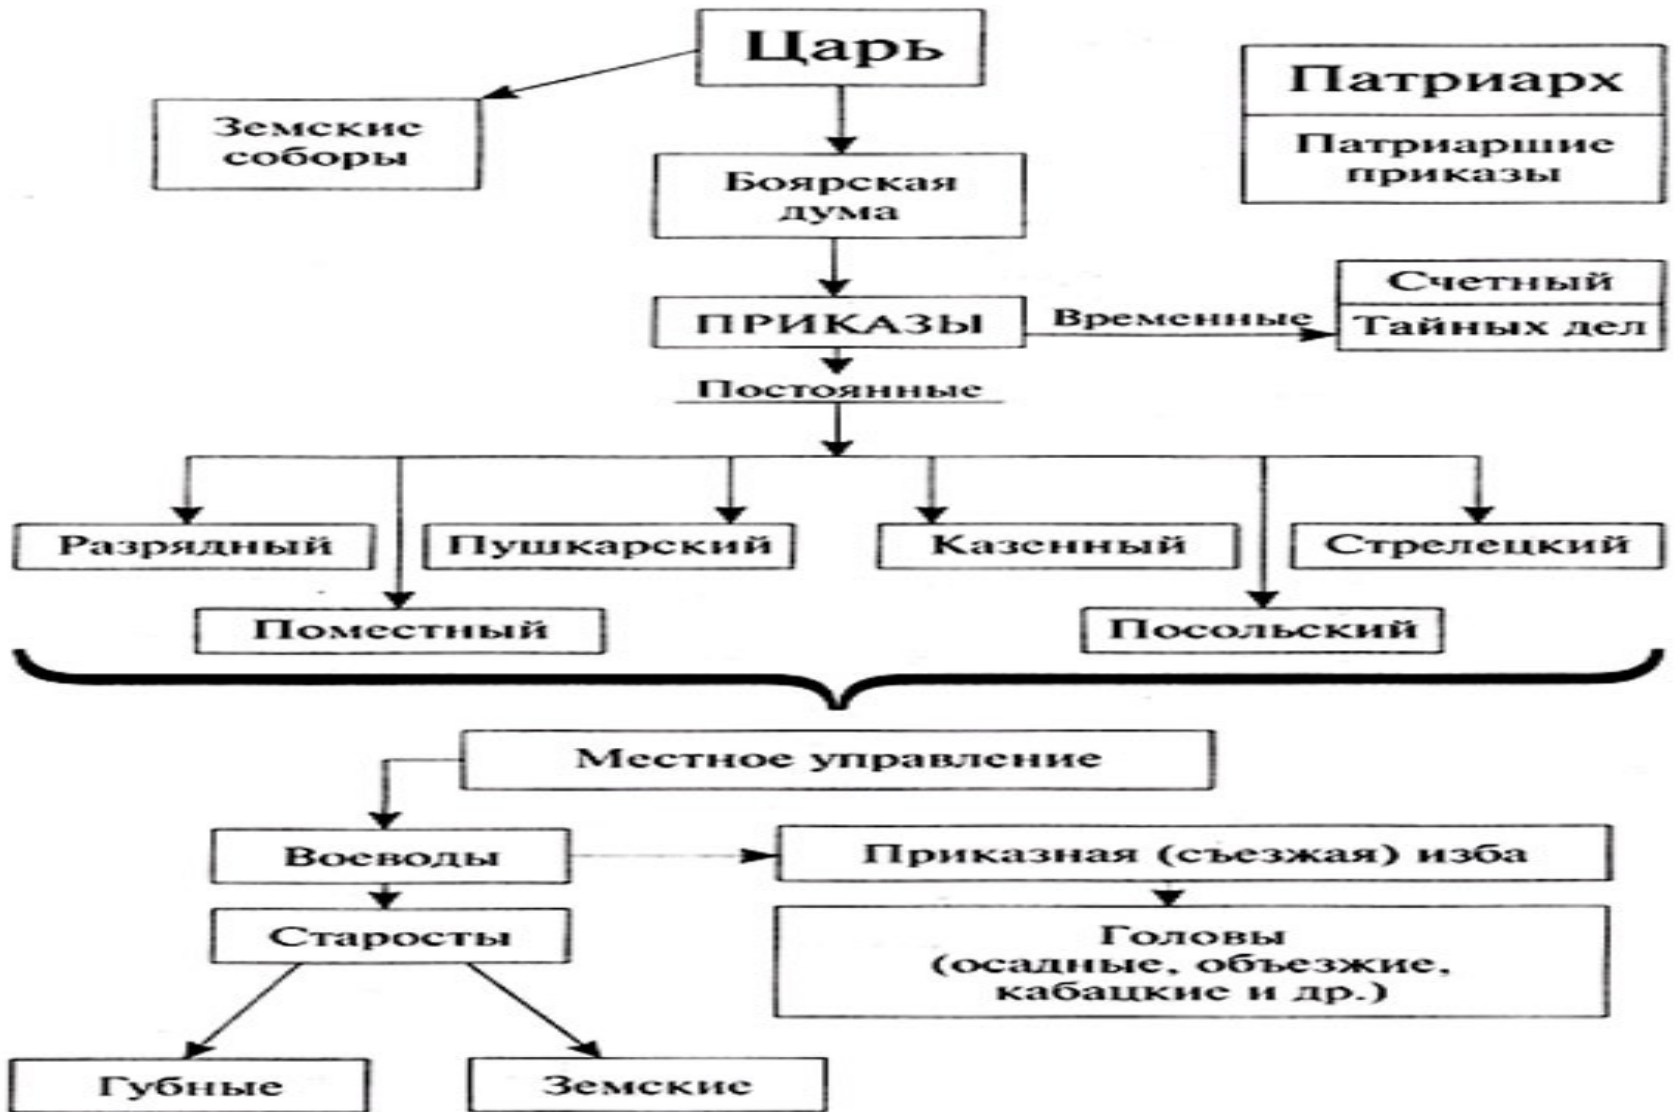 Царь
Патриарх
Земские
соборы
Патриаршие
приказы
Боярская
дума
Счетный
ПРИКАЗЫ
Временные
Тайных дел
Постоянные
Разрядный
Пушкарский
Казенный
Стрелецкий
Поместный
Посольский
Местное управление
Воеводы
Приказная (съезжая) изба
Старосты
Головы
(осадные, объезжие,
кабацкие и др.)
Губные
Земские